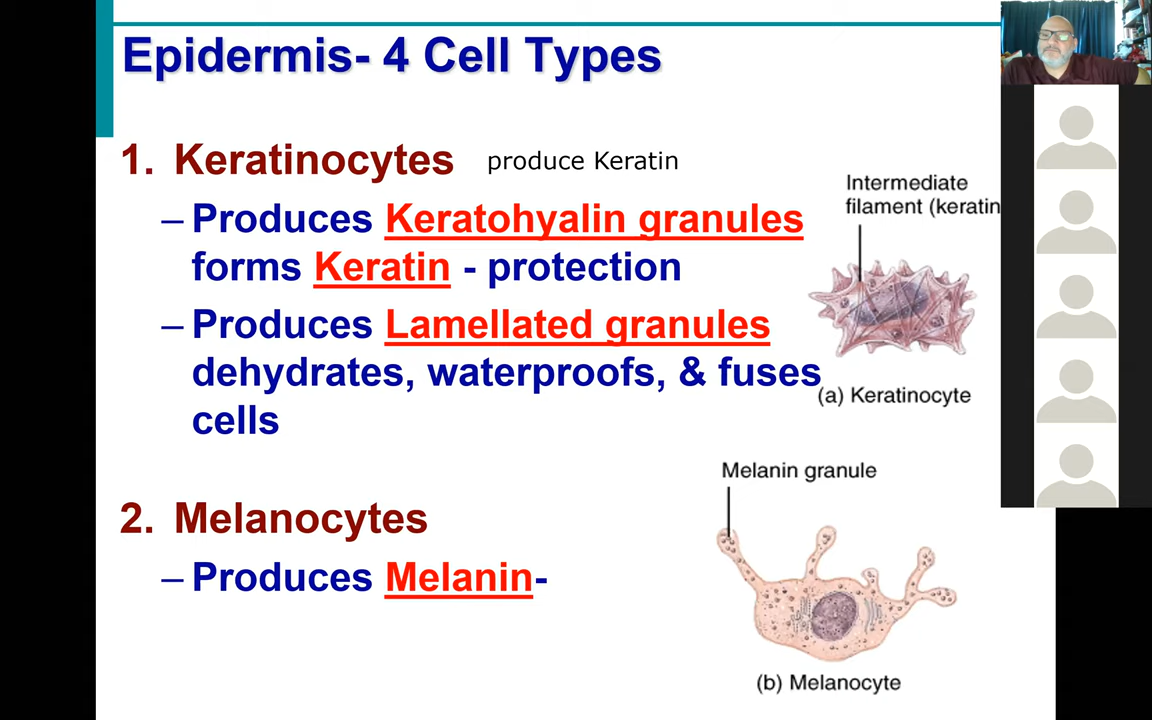 Epidermis- 4 Cell Types
1. Keratinocytes produce Keratin
– Produces Keratohyalin granules
forms Keratin - protection
– Produces Lamellated granules
dehydrates, waterproofs, & fuses
cells
Intermediate
filament (keratin
(a) Keratinocyte
2. Melanocytes
– Produces Melanin-
Melanin granule
(b) Melanocyte